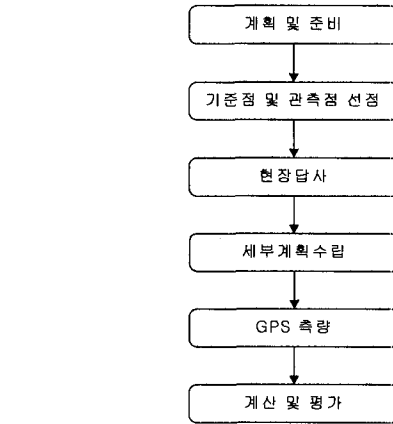 계획 및 준비
기준점 및 관측점 선점
현장답사
세부계획수립
GPS 측량
계산 및 평가